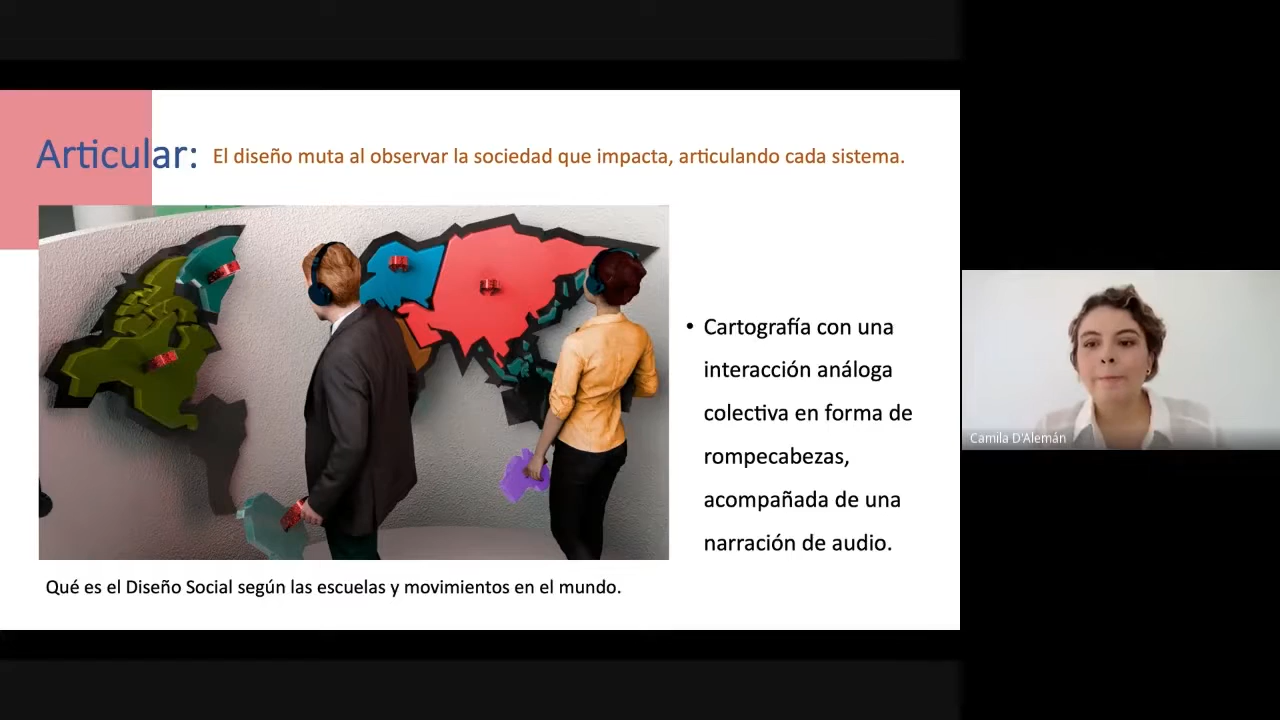 Articular: El diseño muta al observar la sociedad que impacta, articulando cada sistema.
• Cartografía con una
interacción análoga
colectiva en forma de
rompecabezas,
acompañada de una
narración de audio.
Qué es el Diseño Social según las escuelas y movimientos en el mundo.
Camila D'Alemán